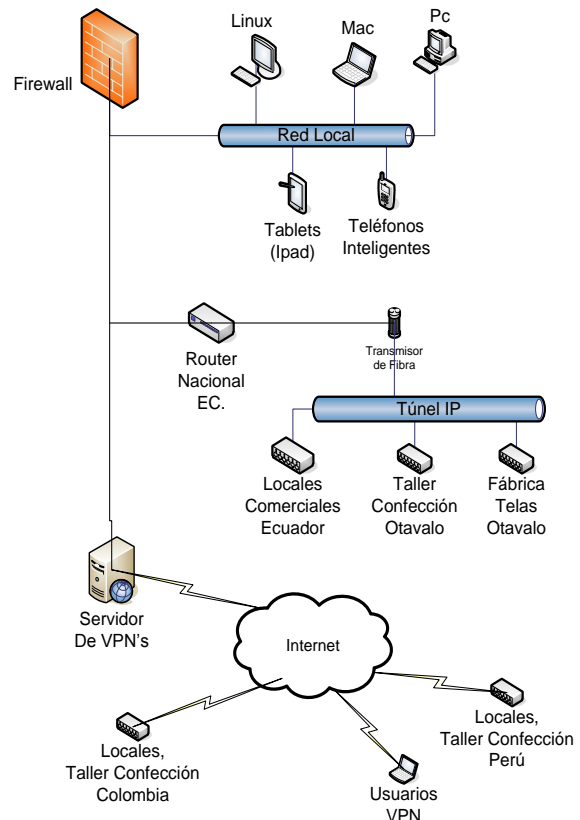 Linux
Mac
Pc
Firewall
Red Local
Tablets
(Ipad)
Teléfonos
Inteligentes
Router
Nacional
EC.
Transmisor
de Fibra
Túnel IP
Locales
Comerciales
Ecuador
Taller
Confección
Otavalo
Fábrica
Telas
Otavalo
Servidor
De VPN's
Internet
Locales,
Taller Confección
Colombia
Usuarios
VPN
Locales,
Taller Confección
Perú